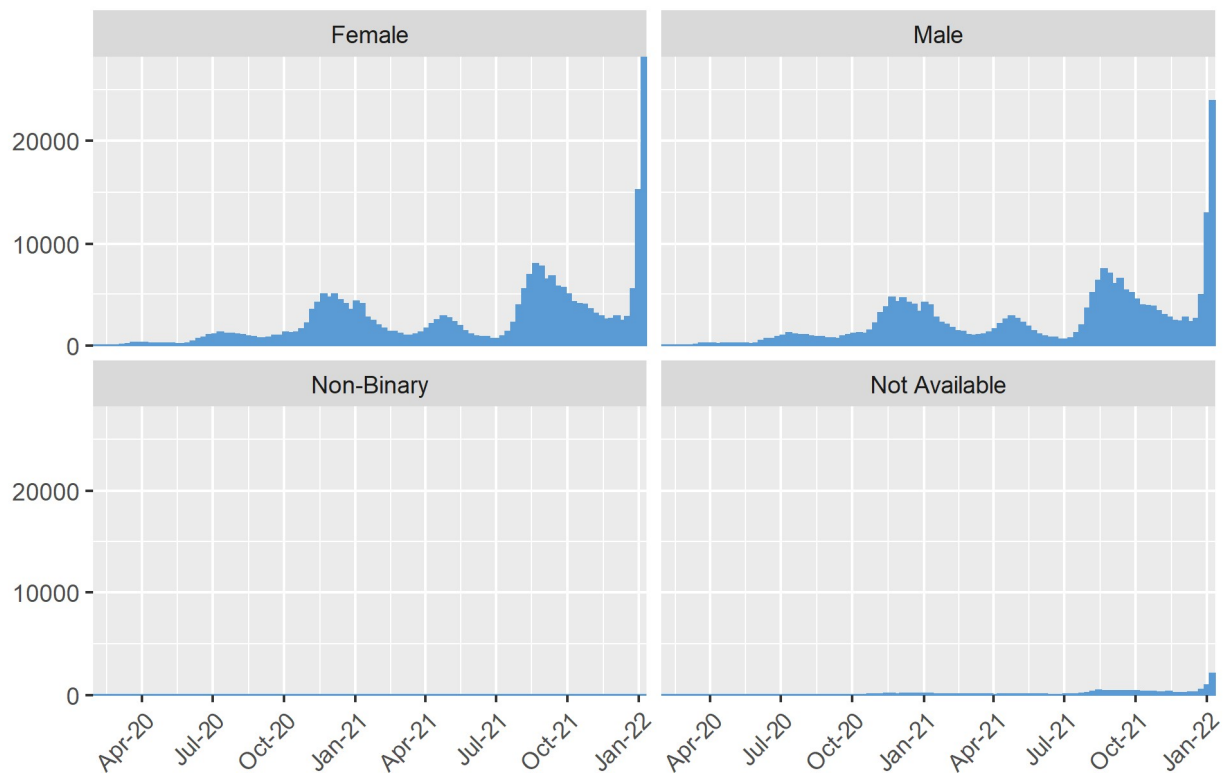 Female
Male
20000
10000
0
Non-Binary
Not Available
20000
10000
0
Apr-20
Jul-20
Oct-20
Jan-21
Apr-21
Jul-21
Oct-21
Jan-22
Apr-20
Jul-20
Oct-20
Jan-21
Apr-21
Jul-21
Oct-21
Jan-22